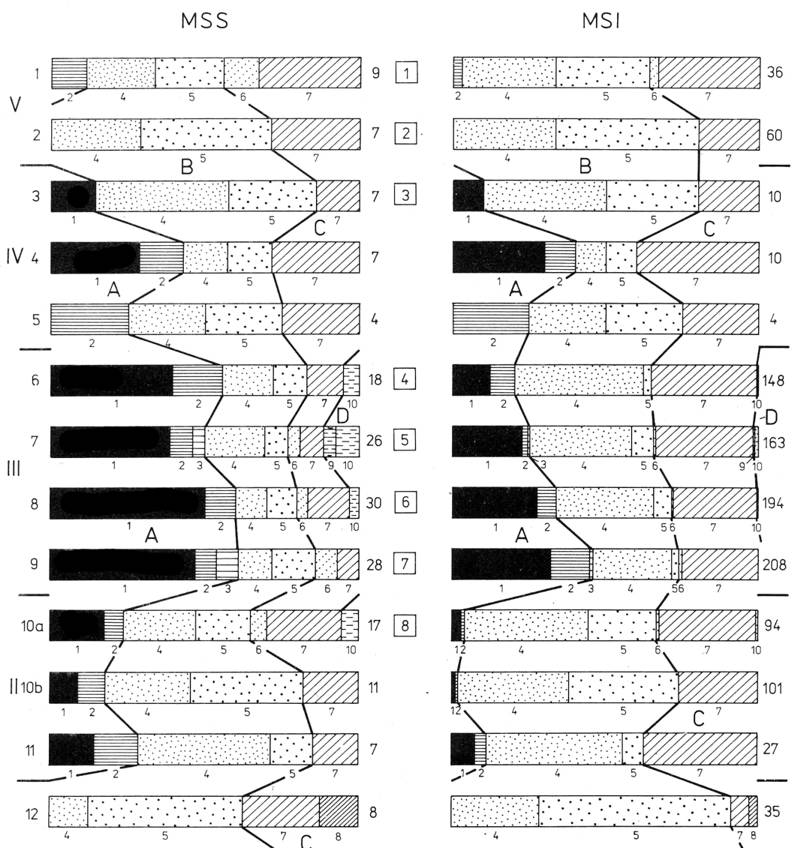 MSS MSI
1 9 1 36
2 4 5 6 7 2 4 5 6 7
V
2 7 2 60
4 5 7 4 5 7
B B
3 7 3 10
1 4 5 7 1 4 5 7
C C
IV 4 7 10
1 2 4 5 7 1 2 4 5 7
A A
5 4 4
2 4 5 7 2 4 5 7
6 18 4 148
1 2 4 5 7 10 1 2 4 5 7 10
D D
7 26 5 163
1 2 3 4 5 6 7 9 10 1 2 3 4 5 6 7 9 10
III
8 30 6 194
1 2 4 5 6 7 10 1 2 4 5 6 7 10
A A
9 28 7 208
1 2 3 4 5 6 7 1 2 3 4 5 6 7
10a 17 8 94
1 2 4 5 6 7 10 1 2 4 5 6 7 10
II 10b 11 101
1 2 4 5 7 1 2 4 5 7
C
11 7 27
1 2 4 5 7 1 2 4 5 7
12 8 35
4 5 7 8 4 5 7 8
C